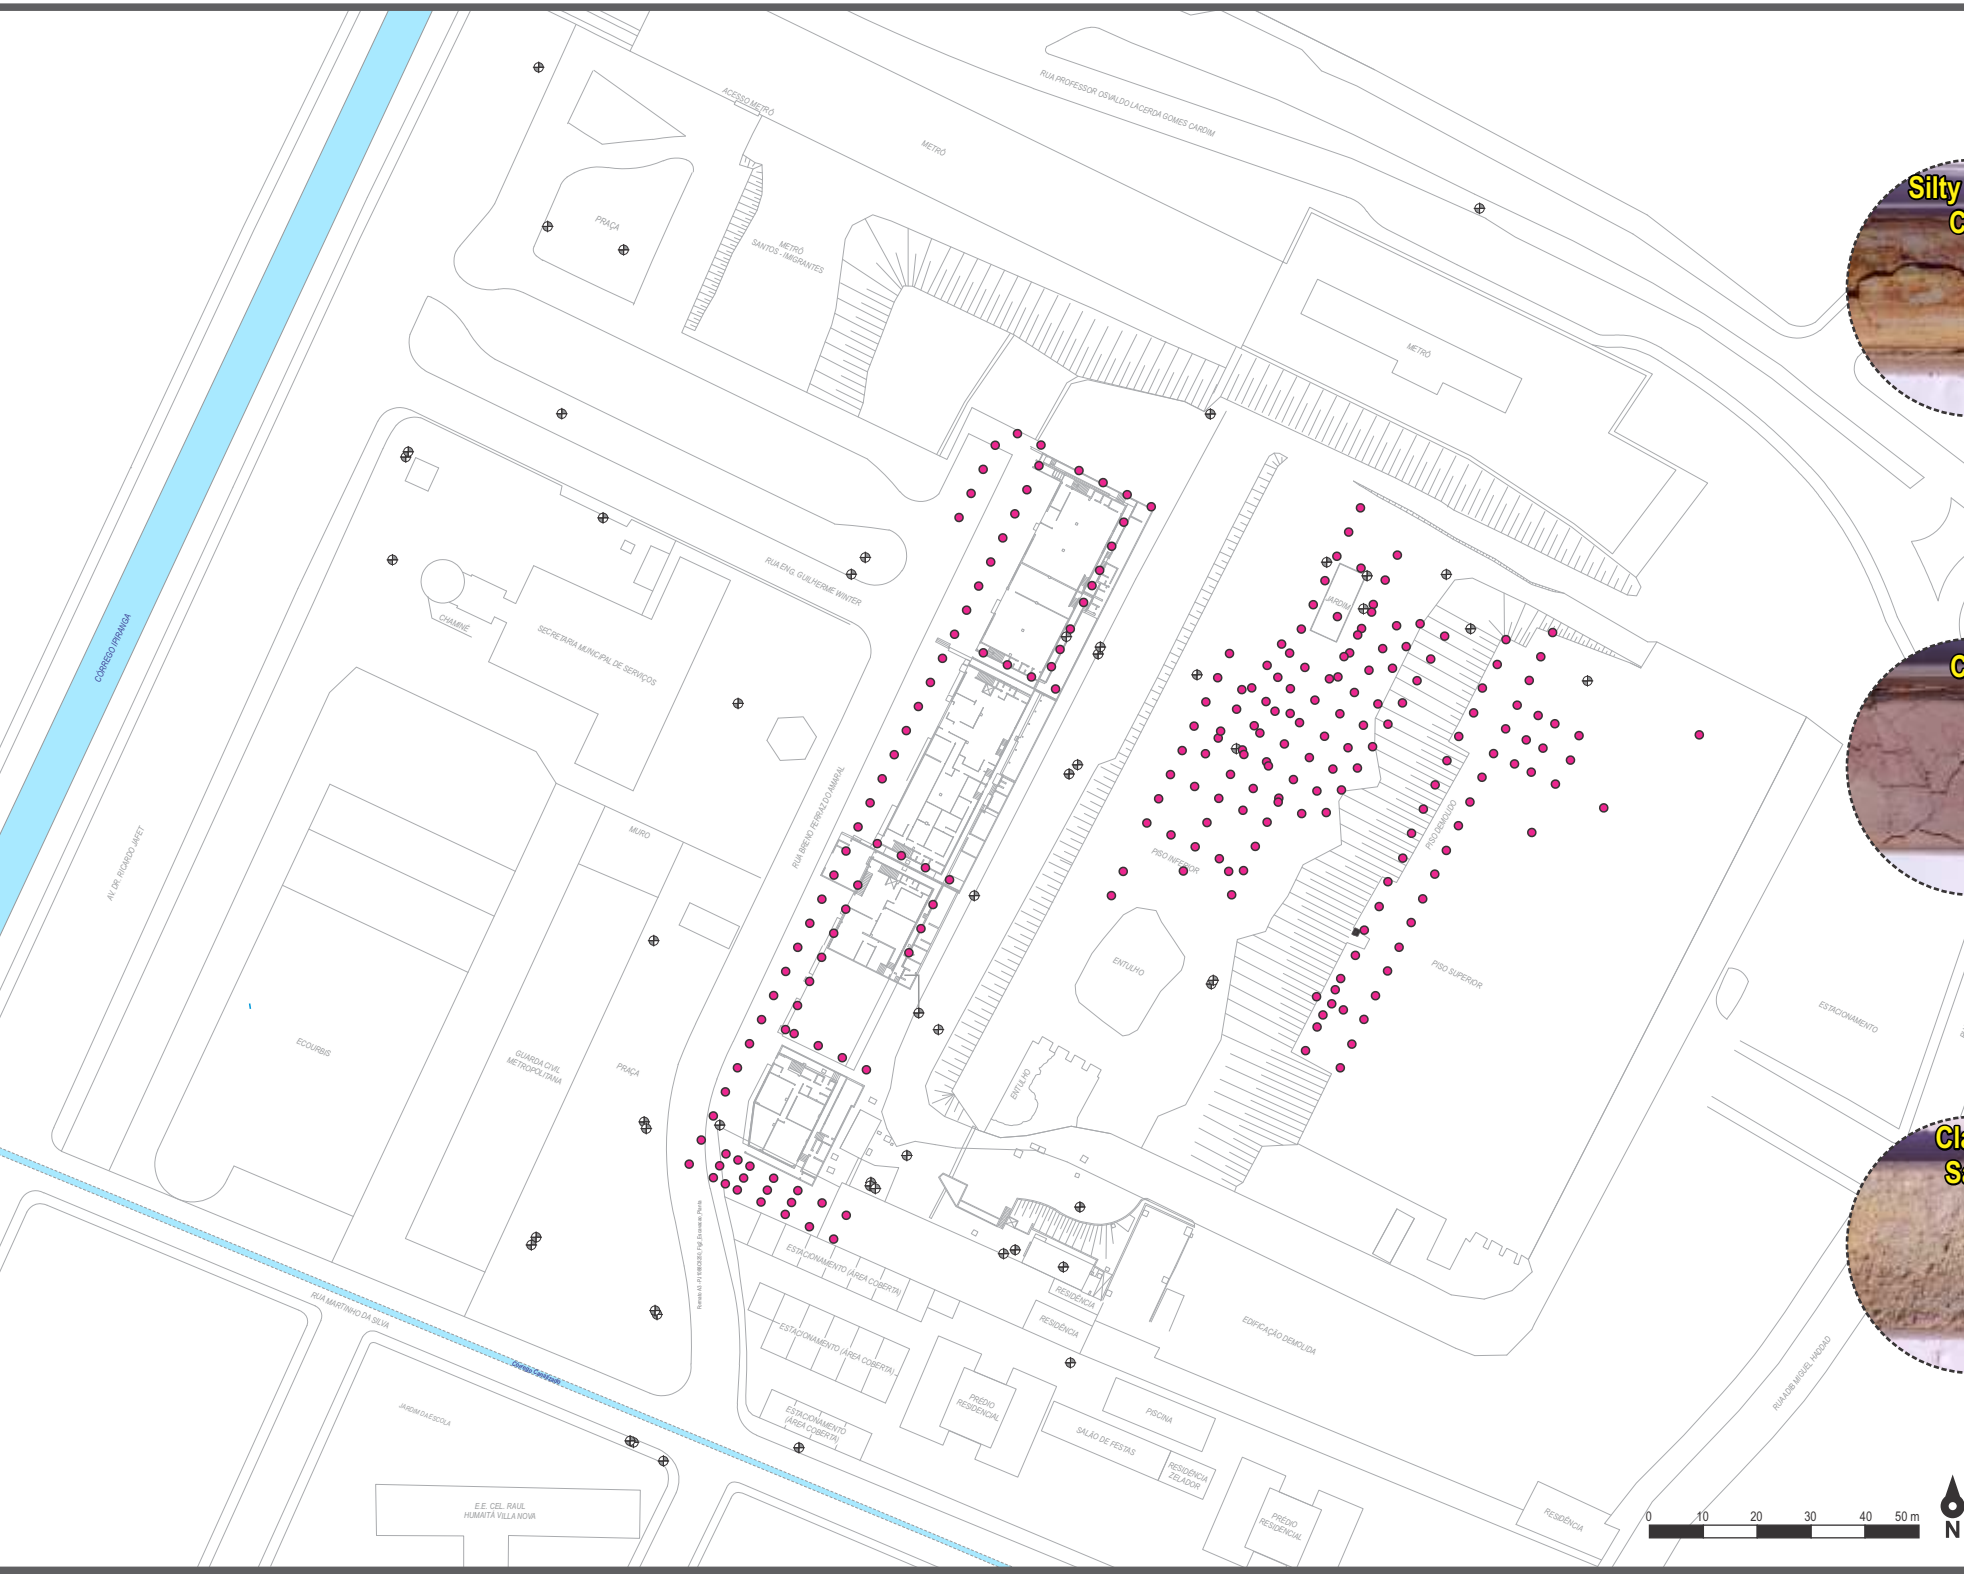 ACESSO METRÔ
RUA PROFESSOR OSVALDO LACERDA GOMES CARDIM
METRÔ
Silty
C
PRAÇA
METRÔ
SANTOS - IMIGRANTES
METRÔ
RUA ENG. GUILHERME WINTER
JARDIM
CHAMINÉ
SECRETARIA MUNICIPAL DE SERVIÇOS
CÓRREGO IPIRANGA
C
AV. DR. RICARDO JAFET
MURO
RUA BRENO FERRAZ DO AMARAL
PISO INFERIOR
PISO DEMOLIDO
ENTULHO
PISO SUPERIOR
ESTACIONAMENTO
ECOURBIS
GUARDA CIVIL
METROPOLITANA
PRAÇA
ENTULHO
Cla
Sa
ESTACIONAMENTO (ÁREA COBERTA)
RESIDÊNCIA
RESIDÊNCIA
RUA MARTINHO DA SILVA
ESTACIONAMENTO (ÁREA COBERTA)
EDIFICAÇÃO DEMOLIDA
RUA ADIB MIGUEL HADDAD
JARDIM DA ESCOLA
ESTACIONAMENTO
(ÁREA COBERTA)
PRÉDIO
RESIDENCIAL
PISCINA
SALÃO DE FESTAS
RESIDÊNCIA
ZELADOR
E.E. CEL. RAUL
HUMAITÁ VILLA NOVA
PRÉDIO
RESIDENCIAL
RESIDÊNCIA
0 10 20 30 40 50 m
N